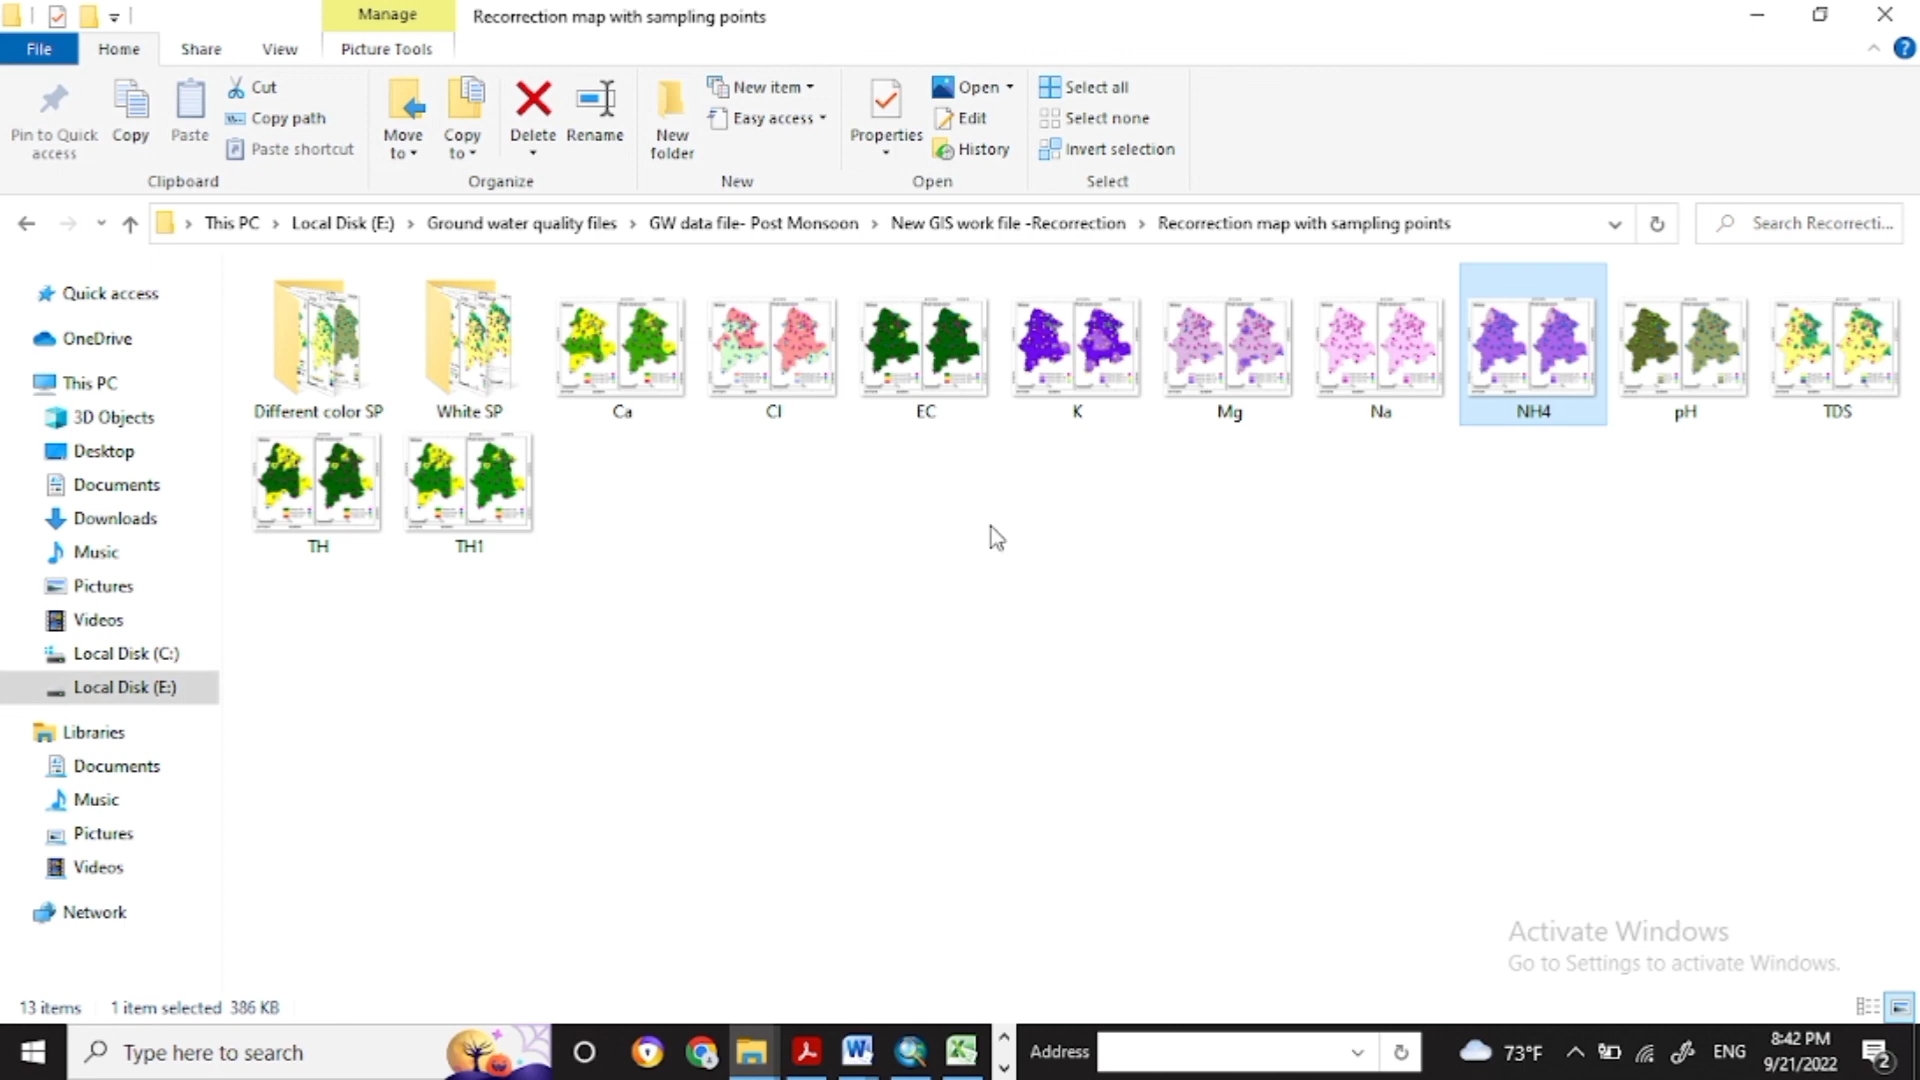 Manage
Recorrection map with sampling points
File
Home
Share
View
Picture Tools
Pin to Quick access
Copy
Paste
Cut
Copy path
Paste shortcut
Clipboard
Move to
Copy to
Delete
Rename
Organize
New folder
New item
Easy access
New
Properties
Open
Edit
History
Open
Select all
Select none
Invert selection
Select
This PC
Local Disk (E:)
Ground water quality files
GW data file- Post Monsoon
New GIS work file -Recorrection
Recorrection map with sampling points
Search Recorrecti...
Quick access
OneDrive
This PC
3D Objects
Desktop
Documents
Downloads
Music
Pictures
Videos
Local Disk (C:)
Local Disk (E:)
Libraries
Documents
Music
Pictures
Videos
Network
Different color SP
White SP
Ca
Cl
EC
K
Mg
Na
NH4
pH
TDS
TH
TH1
Activate Windows
Go to Settings to activate Windows.
13 items
1 item selected 386 KB
Type here to search
Address
73°F
ENG
8:42 PM
9/21/2022
2